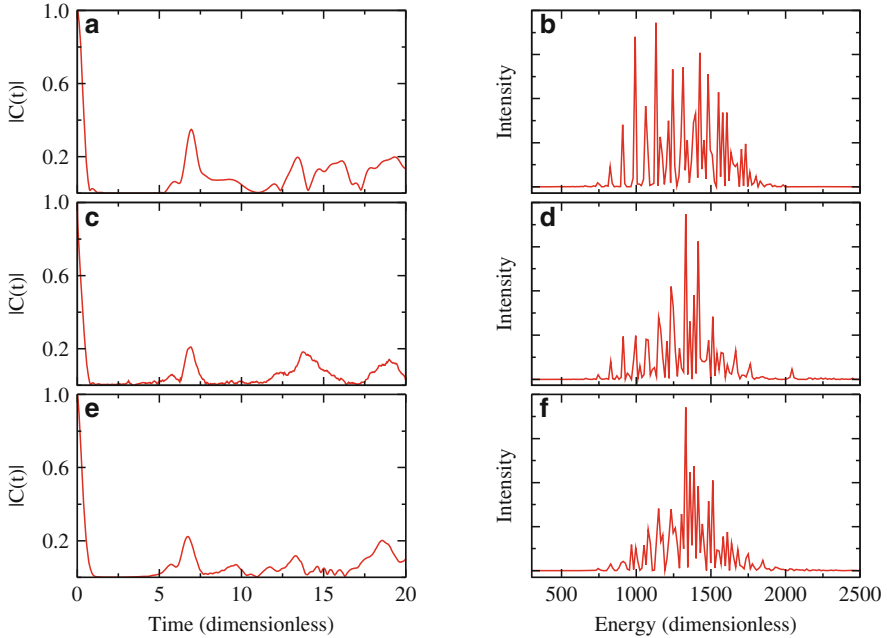 a
|C(t)|
1.0
0.6
0.2
b
Intensity
c
|C(t)|
1.0
0.6
0.2
d
Intensity
e
|C(t)|
1.0
0.6
0.2
0 5 10 15 20
Time (dimensionless)
f
Intensity
500 1000 1500 2000 2500
Energy (dimensionless)